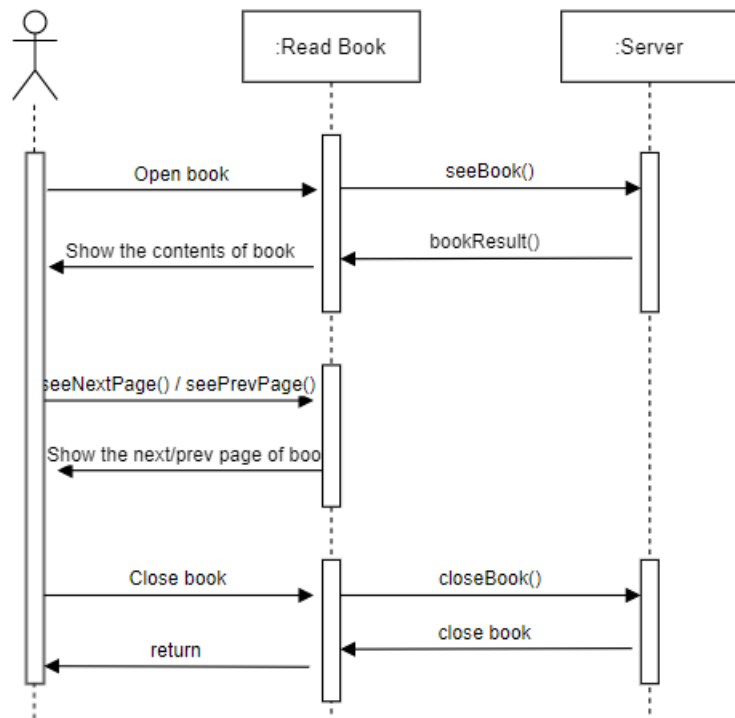 :Read Book
:Server
Open book
seeBook()
Show the contents of book
bookResult()
seeNextPage() / seePrevPage()
Show the next/prev page of boo
Close book
closeBook()
return
close book